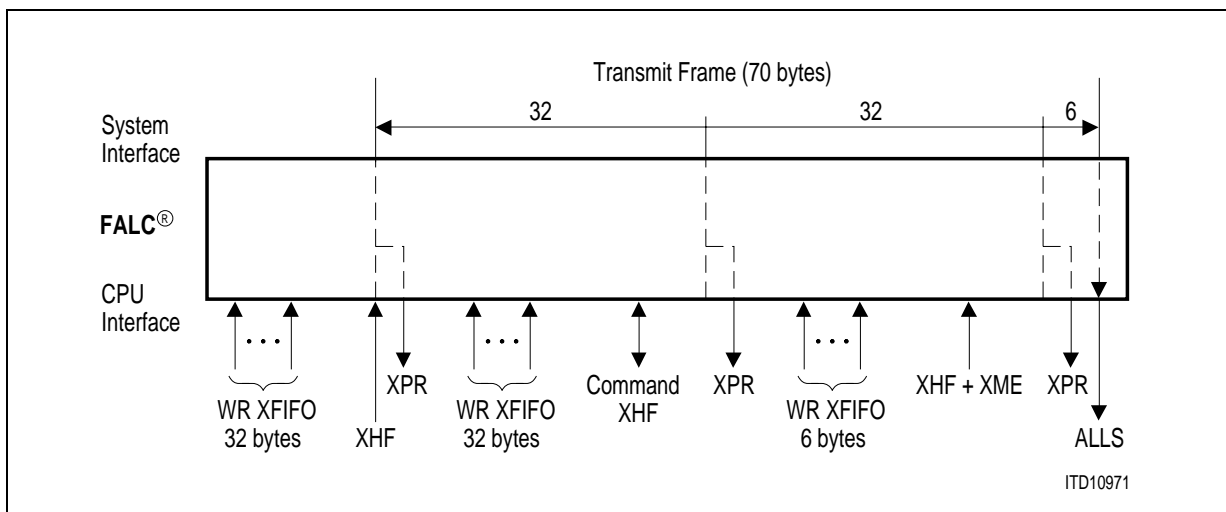 Transmit Frame (70 bytes)
32
32
6
System
Interface
FALC®
CPU
Interface
• • •
WR XFIFO
32 bytes
XHF
XPR
• • •
WR XFIFO
32 bytes
Command
XHF
XPR
• • •
WR XFIFO
6 bytes
XHF + XME
XPR
ALLS
ITD10971